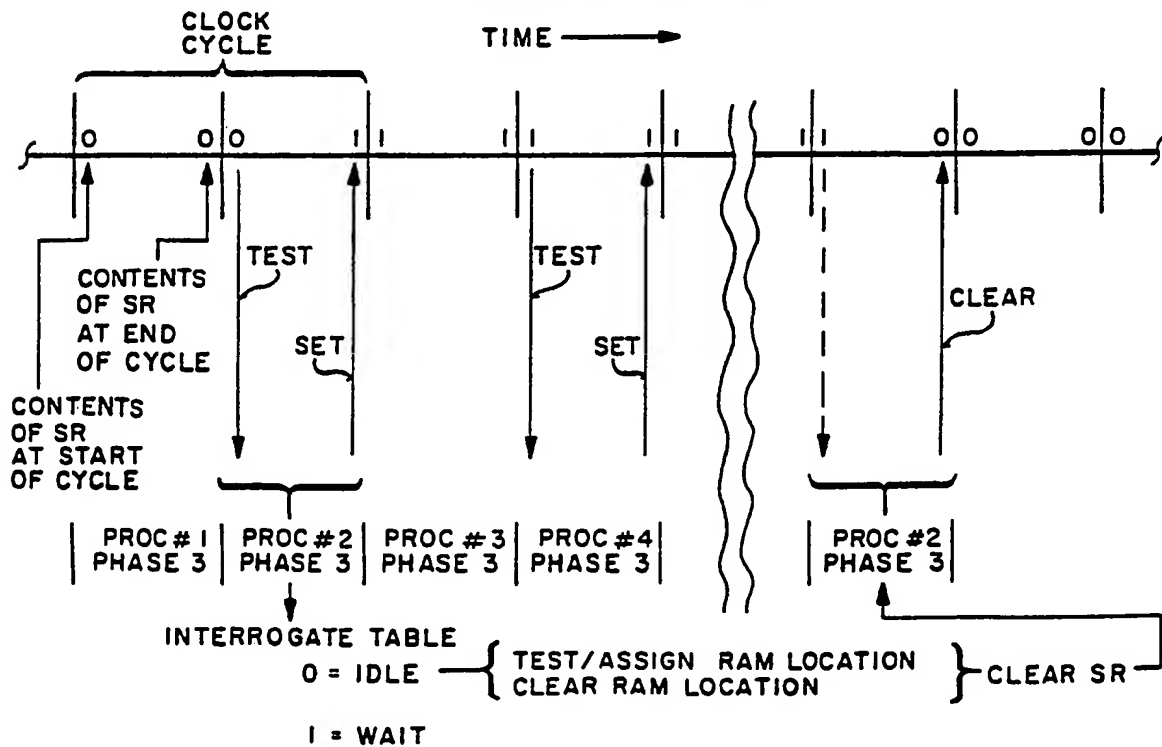 CLOCK
CYCLE
TIME
0 0 0 1 1 1 1 1 1 1 1 0 0 0 0
TEST
SET
TEST
SET
CLEAR
CONTENTS
OF SR
AT END
OF CYCLE
CONTENTS
OF SR
AT START
OF CYCLE
PROC #1
PHASE 3
PROC #2
PHASE 3
PROC #3
PHASE 3
PROC #4
PHASE 3
PROC #2
PHASE 3
INTERROGATE TABLE
0 = IDLE
TEST/ASSIGN RAM LOCATION
CLEAR RAM LOCATION
CLEAR SR
1 = WAIT